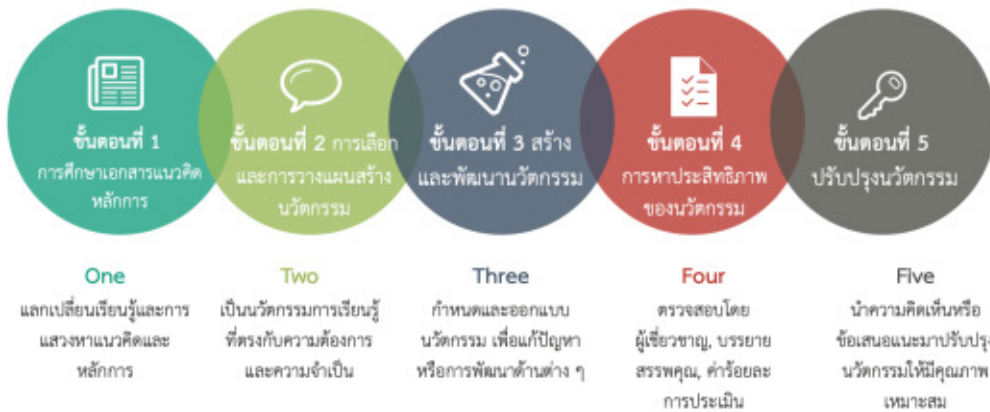 ขั้นตอนที่ 1
การศึกษาเอกสารแนวคิด
หลักการ
ขั้นตอนที่ 2 การเลือก
และการวางแผนสร้าง
นวัตกรรม
ขั้นตอนที่ 3 สร้าง
และพัฒนานวัตกรรม
ขั้นตอนที่ 4
การหาประสิทธิภาพ
ของนวัตกรรม
ขั้นตอนที่ 5
ปรับปรุงนวัตกรรม
One
แลกเปลี่ยนเรียนรู้และการ
แสวงหาแนวคิดและ
หลักการ
Two
เป็นนวัตกรรมการเรียนรู้
ที่ตรงกับความต้องการ
และความจำเป็น
Three
กำหนดและออกแบบ
นวัตกรรม เพื่อแก้ปัญหา
หรือการพัฒนาด้านต่าง ๆ
Four
ตรวจสอบโดย
ผู้เชี่ยวชาญ, บรรยาย
สรรพคุณ, ค่าร้อยละ
การประเมิน
Five
นำความคิดเห็นหรือ
ข้อเสนอแนะมาปรับปรุง
นวัตกรรมให้มีคุณภาพ
เหมาะสม